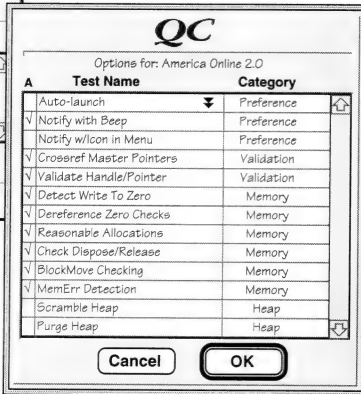 QC
Options for: America Online 2.0
A Test Name Category
Auto-launch Preference
√ Notify with Beep Preference
Notify w/Icon in Menu Preference
√ Crossref Master Pointers Validation
√ Validate Handle/Pointer Validation
√ Detect Write To Zero Memory
√ Dereference Zero Checks Memory
√ Reasonable Allocations Memory
√ Check Dispose/Release Memory
√ BlockMove Checking Memory
√ MemErr Detection Memory
Scramble Heap Heap
Purge Heap Heap
Cancel OK